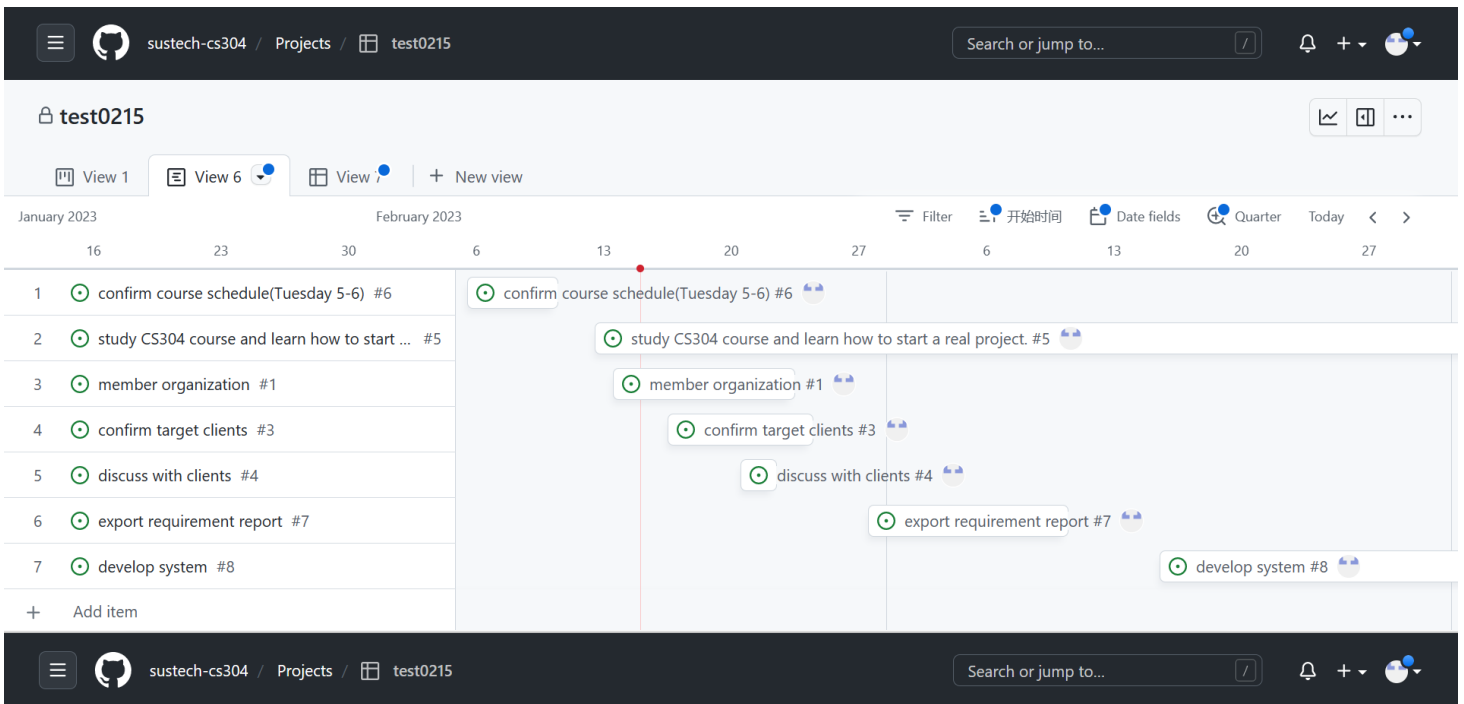 sustech-cs304 / Projects / test0215 Search or jump to... /
test0215
View 1 View 6 View 7 New view
January 2023 February 2023 Filter 开始时间 Date fields Quarter Today
16 23 30 6 13 20 27 6 13 20 27
1 confirm course schedule(Tuesday 5-6) #6 confirm course schedule(Tuesday 5-6) #6
2 study CS304 course and learn how to start ... #5 study CS304 course and learn how to start a real project. #5
3 member organization #1 member organization #1
4 confirm target clients #3 confirm target clients #3
5 discuss with clients #4 discuss with clients #4
6 export requirement report #7 export requirement report #7
7 develop system #8 develop system #8
+ Add item
sustech-cs304 / Projects / test0215 Search or jump to... /